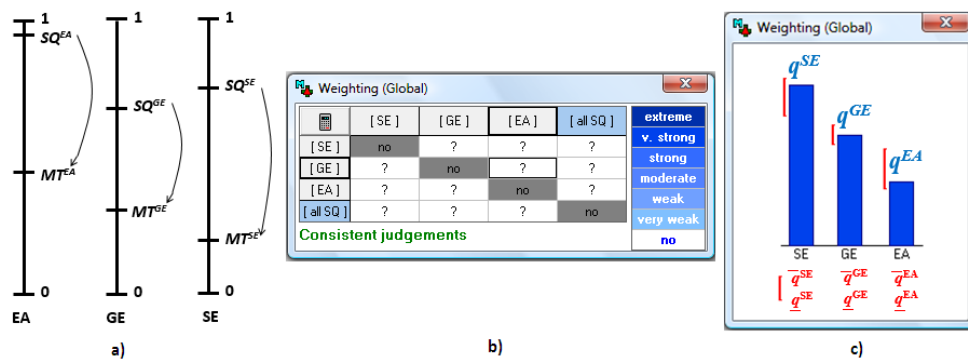 1
SQ^EA
MT^EA
0
EA
1
SQ^GE
MT^GE
0
GE
1
SQ^SE
MT^SE
0
SE
a)
Weighting (Global)
[ SE ] [ GE ] [ EA ] [ all SQ ]
[ SE ] no ? ? ?
[ GE ] ? no ? ?
[ EA ] ? ? no ?
[ all SQ ] ? ? ? no
Consistent judgements
extreme
v. strong
strong
moderate
weak
very weak
no
b)
Weighting (Global)
q^SE
q^GE
q^EA
SE GE EA
q̅^SE q̅^GE q̅^EA
q̲^SE q̲^GE q̲^EA
c)